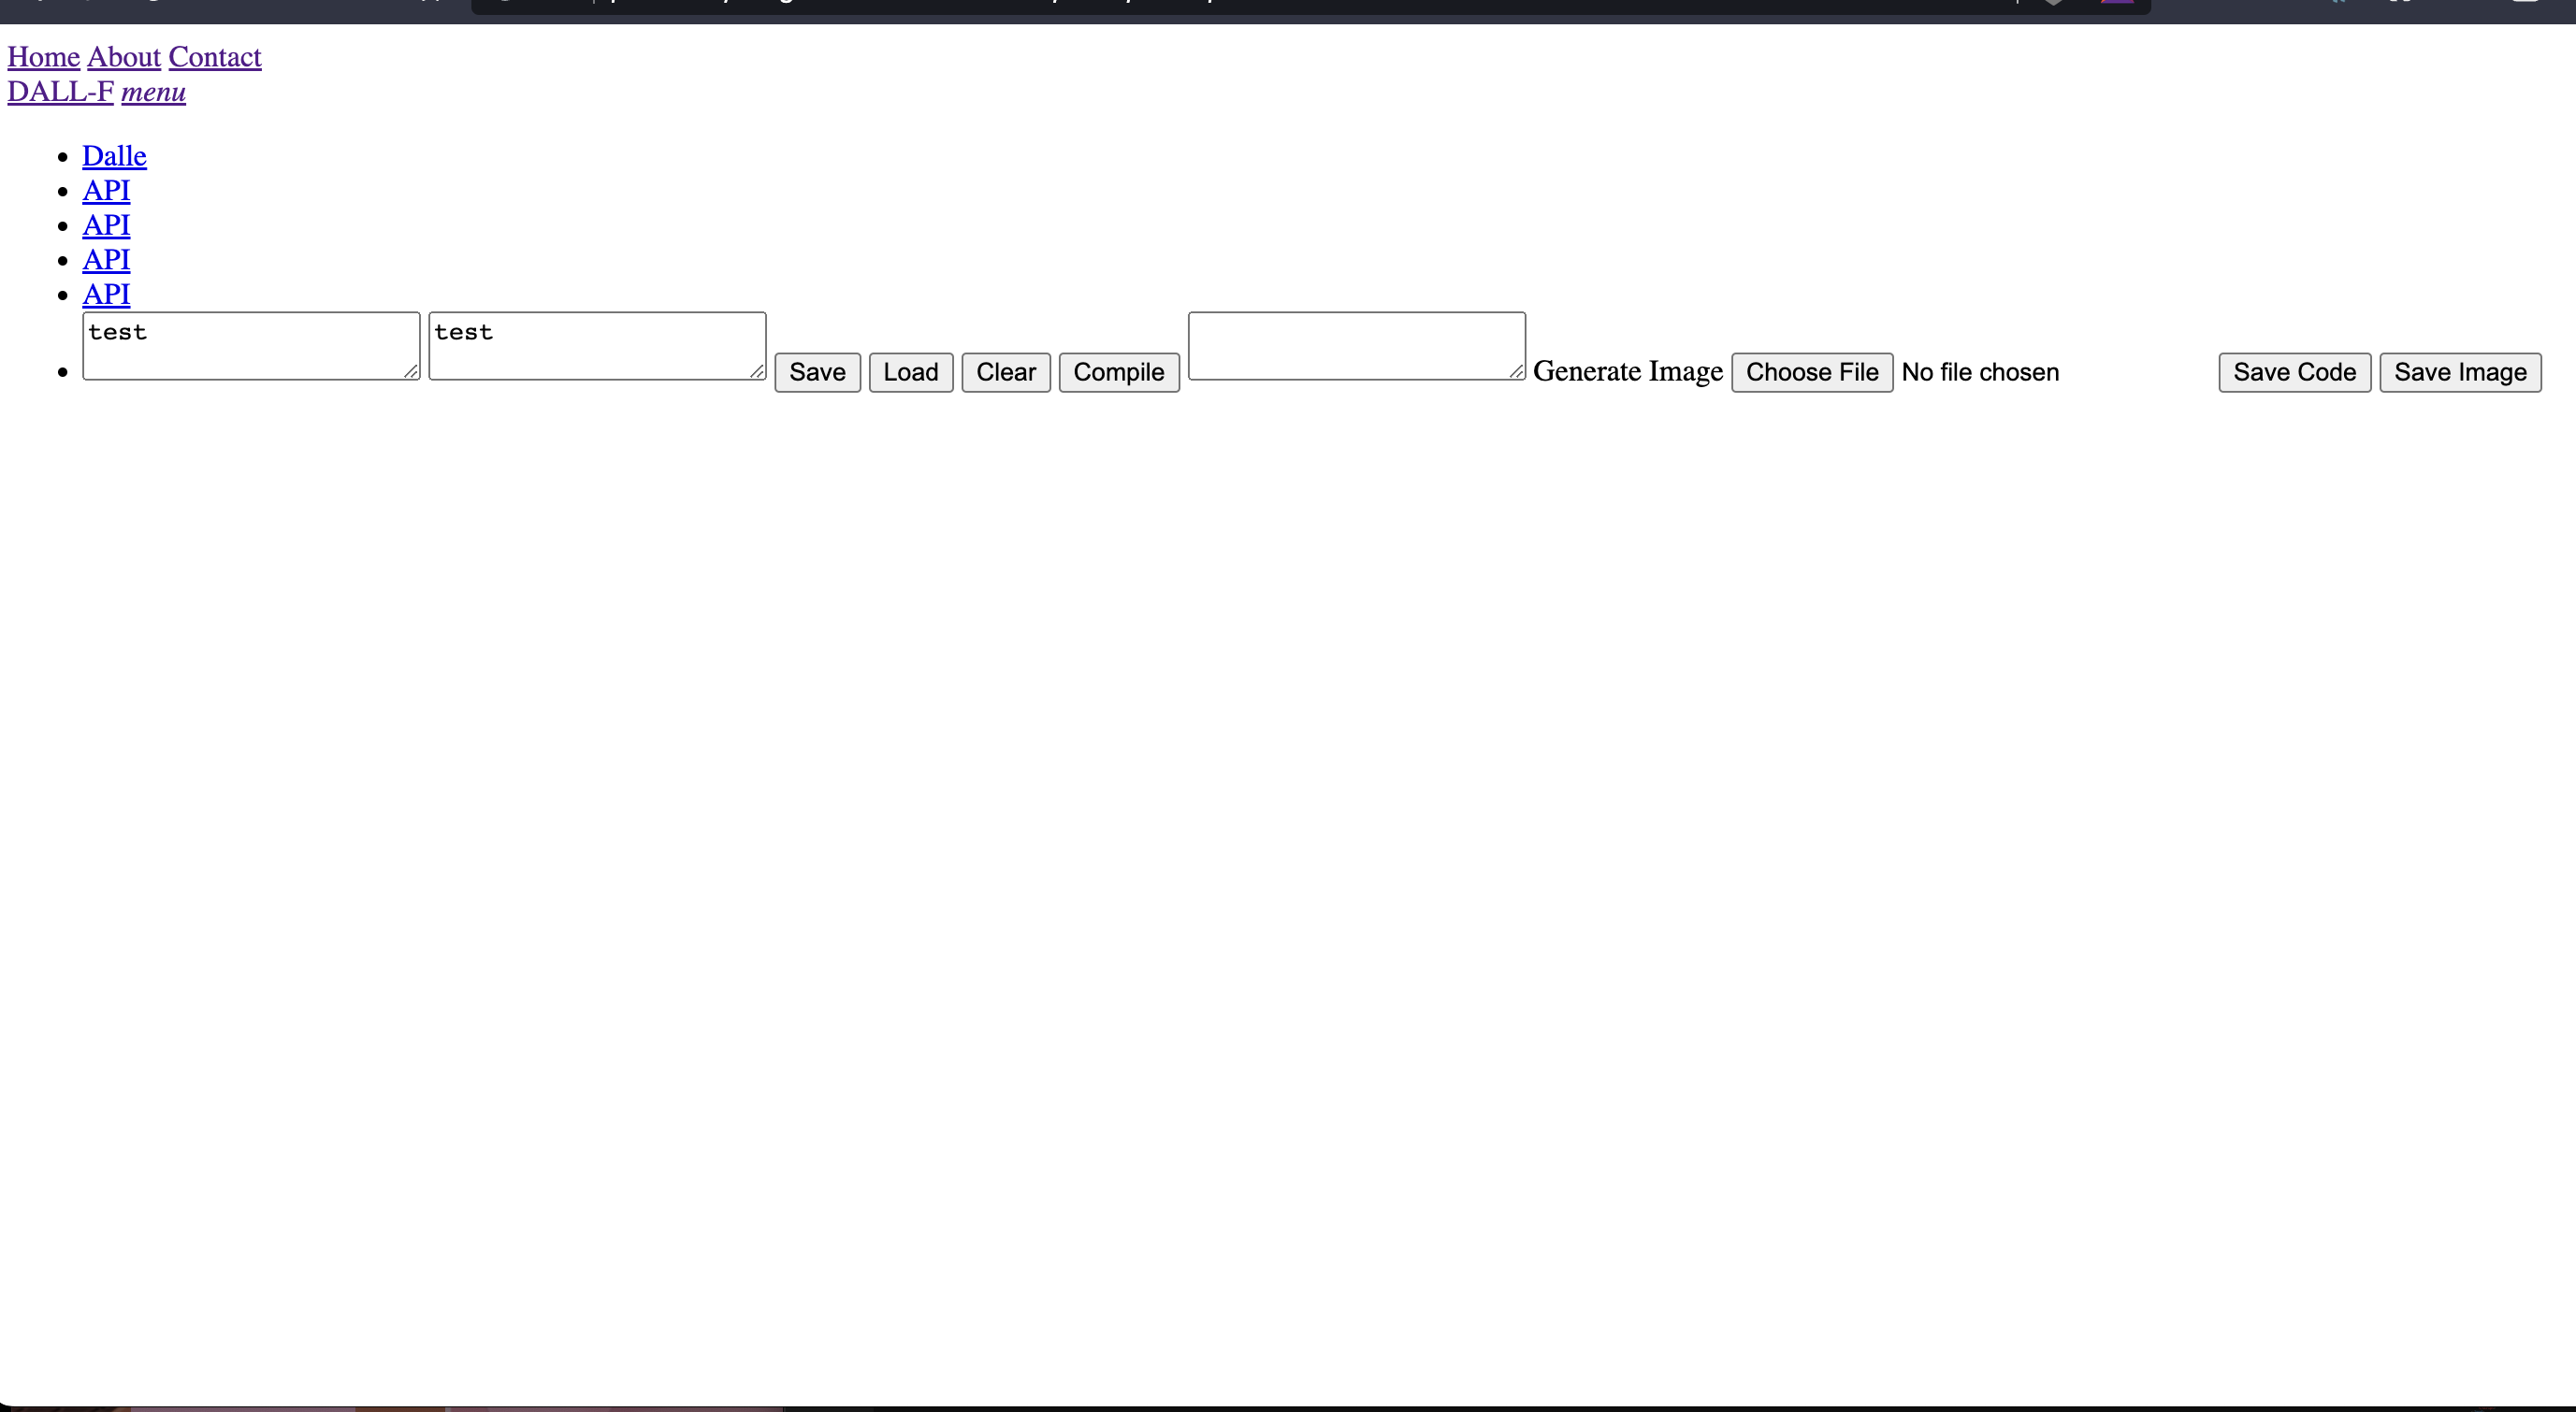 Home About Contact
DALL-F menu
Dalle
API
API
API
API
test test Save Load Clear Compile Generate Image Choose File No file chosen Save Code Save Image